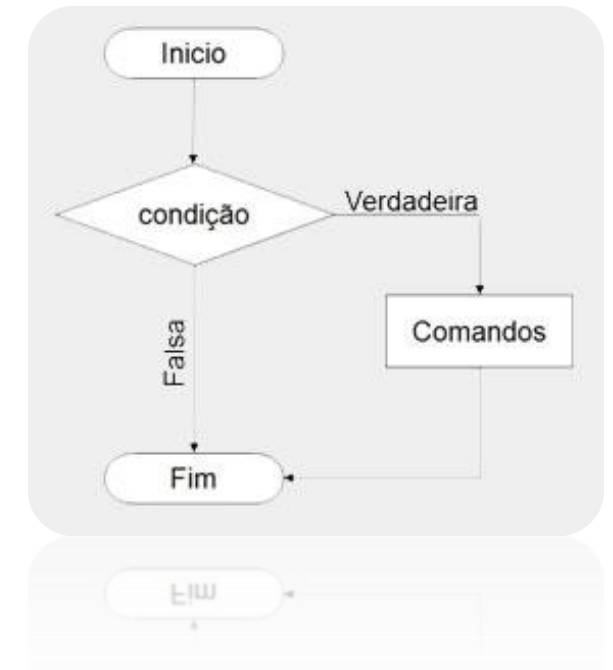 Inicio
condição
Verdadeira
Falsa
Comandos
Fim